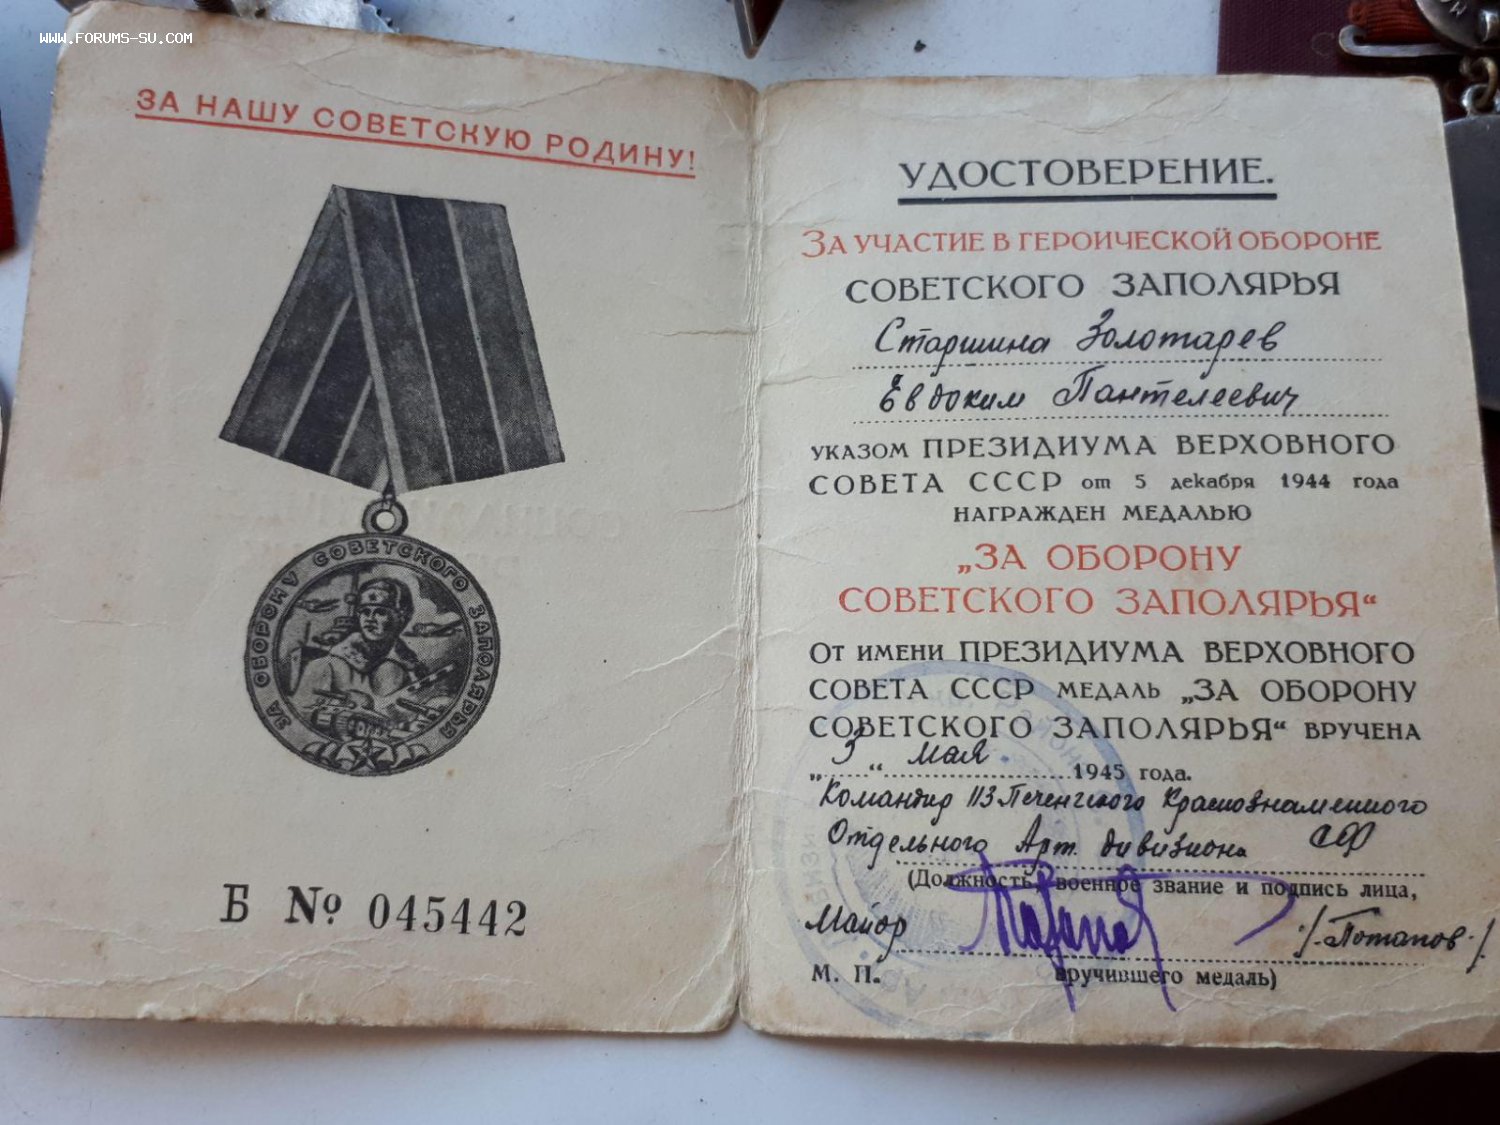 WWW.FORUMS-SU.COM
ЗА НАШУ СОВЕТСКУЮ РОДИНУ!
ЗА ОБОРОНУ СОВЕТСКОГО ЗАПОЛЯРЬЯ
Б № 045442
УДОСТОВЕРЕНИЕ.
ЗА УЧАСТИЕ В ГЕРОИЧЕСКОЙ ОБОРОНЕ
СОВЕТСКОГО ЗАПОЛЯРЬЯ
Старшина Золотарев
Евдоким Пантелеевич
УКАЗОМ ПРЕЗИДИУМА ВЕРХОВНОГО
СОВЕТА СССР от 5 декабря 1944 года
НАГРАЖДЕН МЕДАЛЬЮ
„ЗА ОБОРОНУ
СОВЕТСКОГО ЗАПОЛЯРЬЯ“
ОТ ИМЕНИ ПРЕЗИДИУМА ВЕРХОВНОГО
СОВЕТА СССР МЕДАЛЬ „ЗА ОБОРОНУ
СОВЕТСКОГО ЗАПОЛЯРЬЯ“ ВРУЧЕНА
„3“ мая 1945 года.
Командир 113 Печенгского Краснознаменного
Отдельного Арт. дивизиона СФ
(Должность, военное звание и подпись лица,
Майор /Потапов/
М. П. вручившего медаль)